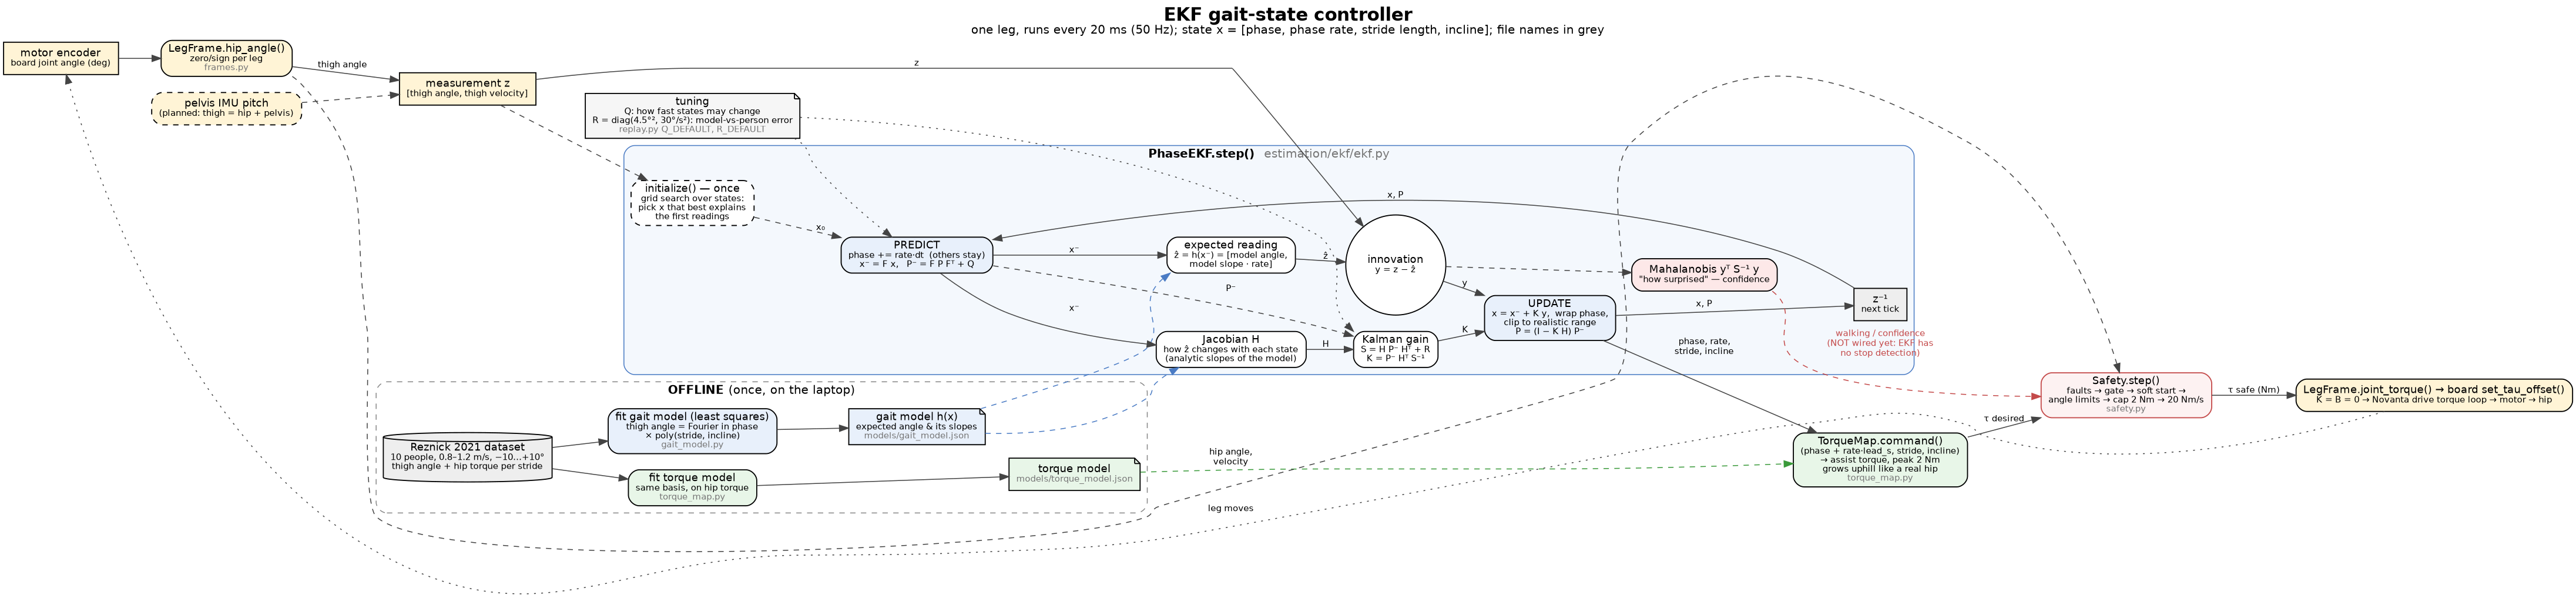 EKF gait-state controller
one leg, runs every 20 ms (50 Hz); state x = [phase, phase rate, stride length, incline]; file names in grey
motor encoder
board joint angle (deg)
LegFrame.hip_angle()
zero/sign per leg
frames.py
thigh angle
pelvis IMU pitch
(planned: thigh = hip + pelvis)
measurement z
[thigh angle, thigh velocity]
z
tuning
Q: how fast states may change
R = diag(4.5°², 30°/s²): model-vs-person error
replay.py Q_DEFAULT, R_DEFAULT
PhaseEKF.step() estimation/ekf/ekf.py
initialize() — once
grid search over states:
pick x that best explains
the first readings
x₀
PREDICT
phase += rate·dt (others stay)
x⁻ = F x, P⁻ = F P Fᵀ + Q
x⁻
x⁻
P⁻
expected reading
ẑ = h(x⁻) = [model angle,
model slope · rate]
ẑ
x, P
innovation
y = z − ẑ
y
Jacobian H
how ẑ changes with each state
(analytic slopes of the model)
H
Kalman gain
S = H P⁻ Hᵀ + R
K = P⁻ Hᵀ S⁻¹
K
UPDATE
x = x⁻ + K y, wrap phase,
clip to realistic range
P = (I − K H) P⁻
Mahalanobis yᵀ S⁻¹ y
"how surprised" — confidence
x, P
z⁻¹
next tick
walking / confidence
(NOT wired yet: EKF has
no stop detection)
phase, rate,
stride, incline
OFFLINE (once, on the laptop)
Reznick 2021 dataset
10 people, 0.8–1.2 m/s, −10…+10°
thigh angle + hip torque per stride
fit gait model (least squares)
thigh angle = Fourier in phase
× poly(stride, incline)
gait_model.py
gait model h(x)
expected angle & its slopes
models/gait_model.json
fit torque model
same basis, on hip torque
torque_map.py
torque model
models/torque_model.json
hip angle,
velocity
leg moves
TorqueMap.command()
(phase + rate·lead_s, stride, incline)
→ assist torque, peak 2 Nm
grows uphill like a real hip
torque_map.py
τ desired
Safety.step()
faults → gate → soft start →
angle limits → cap 2 Nm → 20 Nm/s
safety.py
τ safe (Nm)
LegFrame.joint_torque() → board set_tau_offset()
K = B = 0 → Novanta drive torque loop → motor → hip